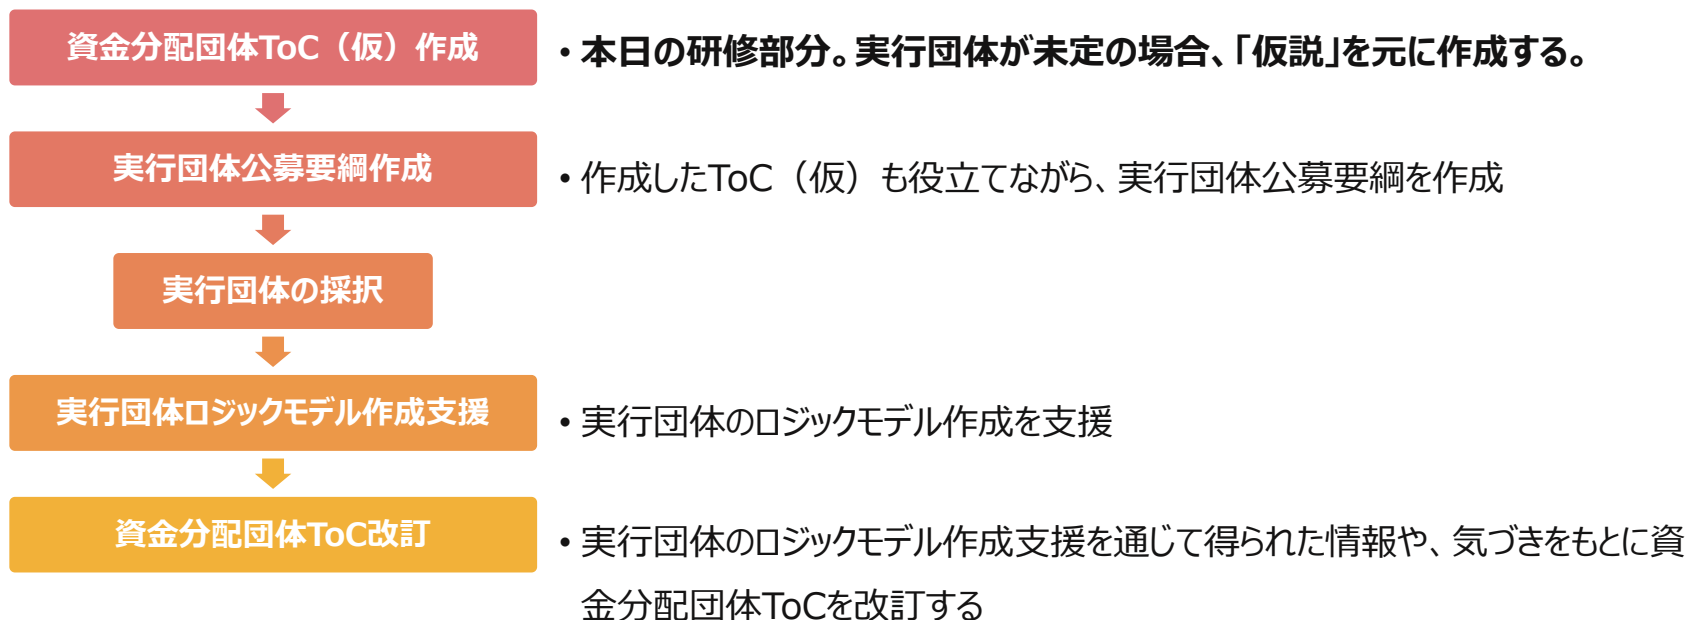 資金分配団体ToC（仮）作成
• 本日の研修部分。実行団体が未定の場合、「仮説」を元に作成する。
実行団体公募要綱作成
• 作成したToC（仮）も役立てながら、実行団体公募要綱を作成
実行団体の採択
実行団体ロジックモデル作成支援
• 実行団体のロジックモデル作成を支援
資金分配団体ToC改訂
• 実行団体のロジックモデル作成支援を通じて得られた情報や、気づきをもとに資
金分配団体ToCを改訂する